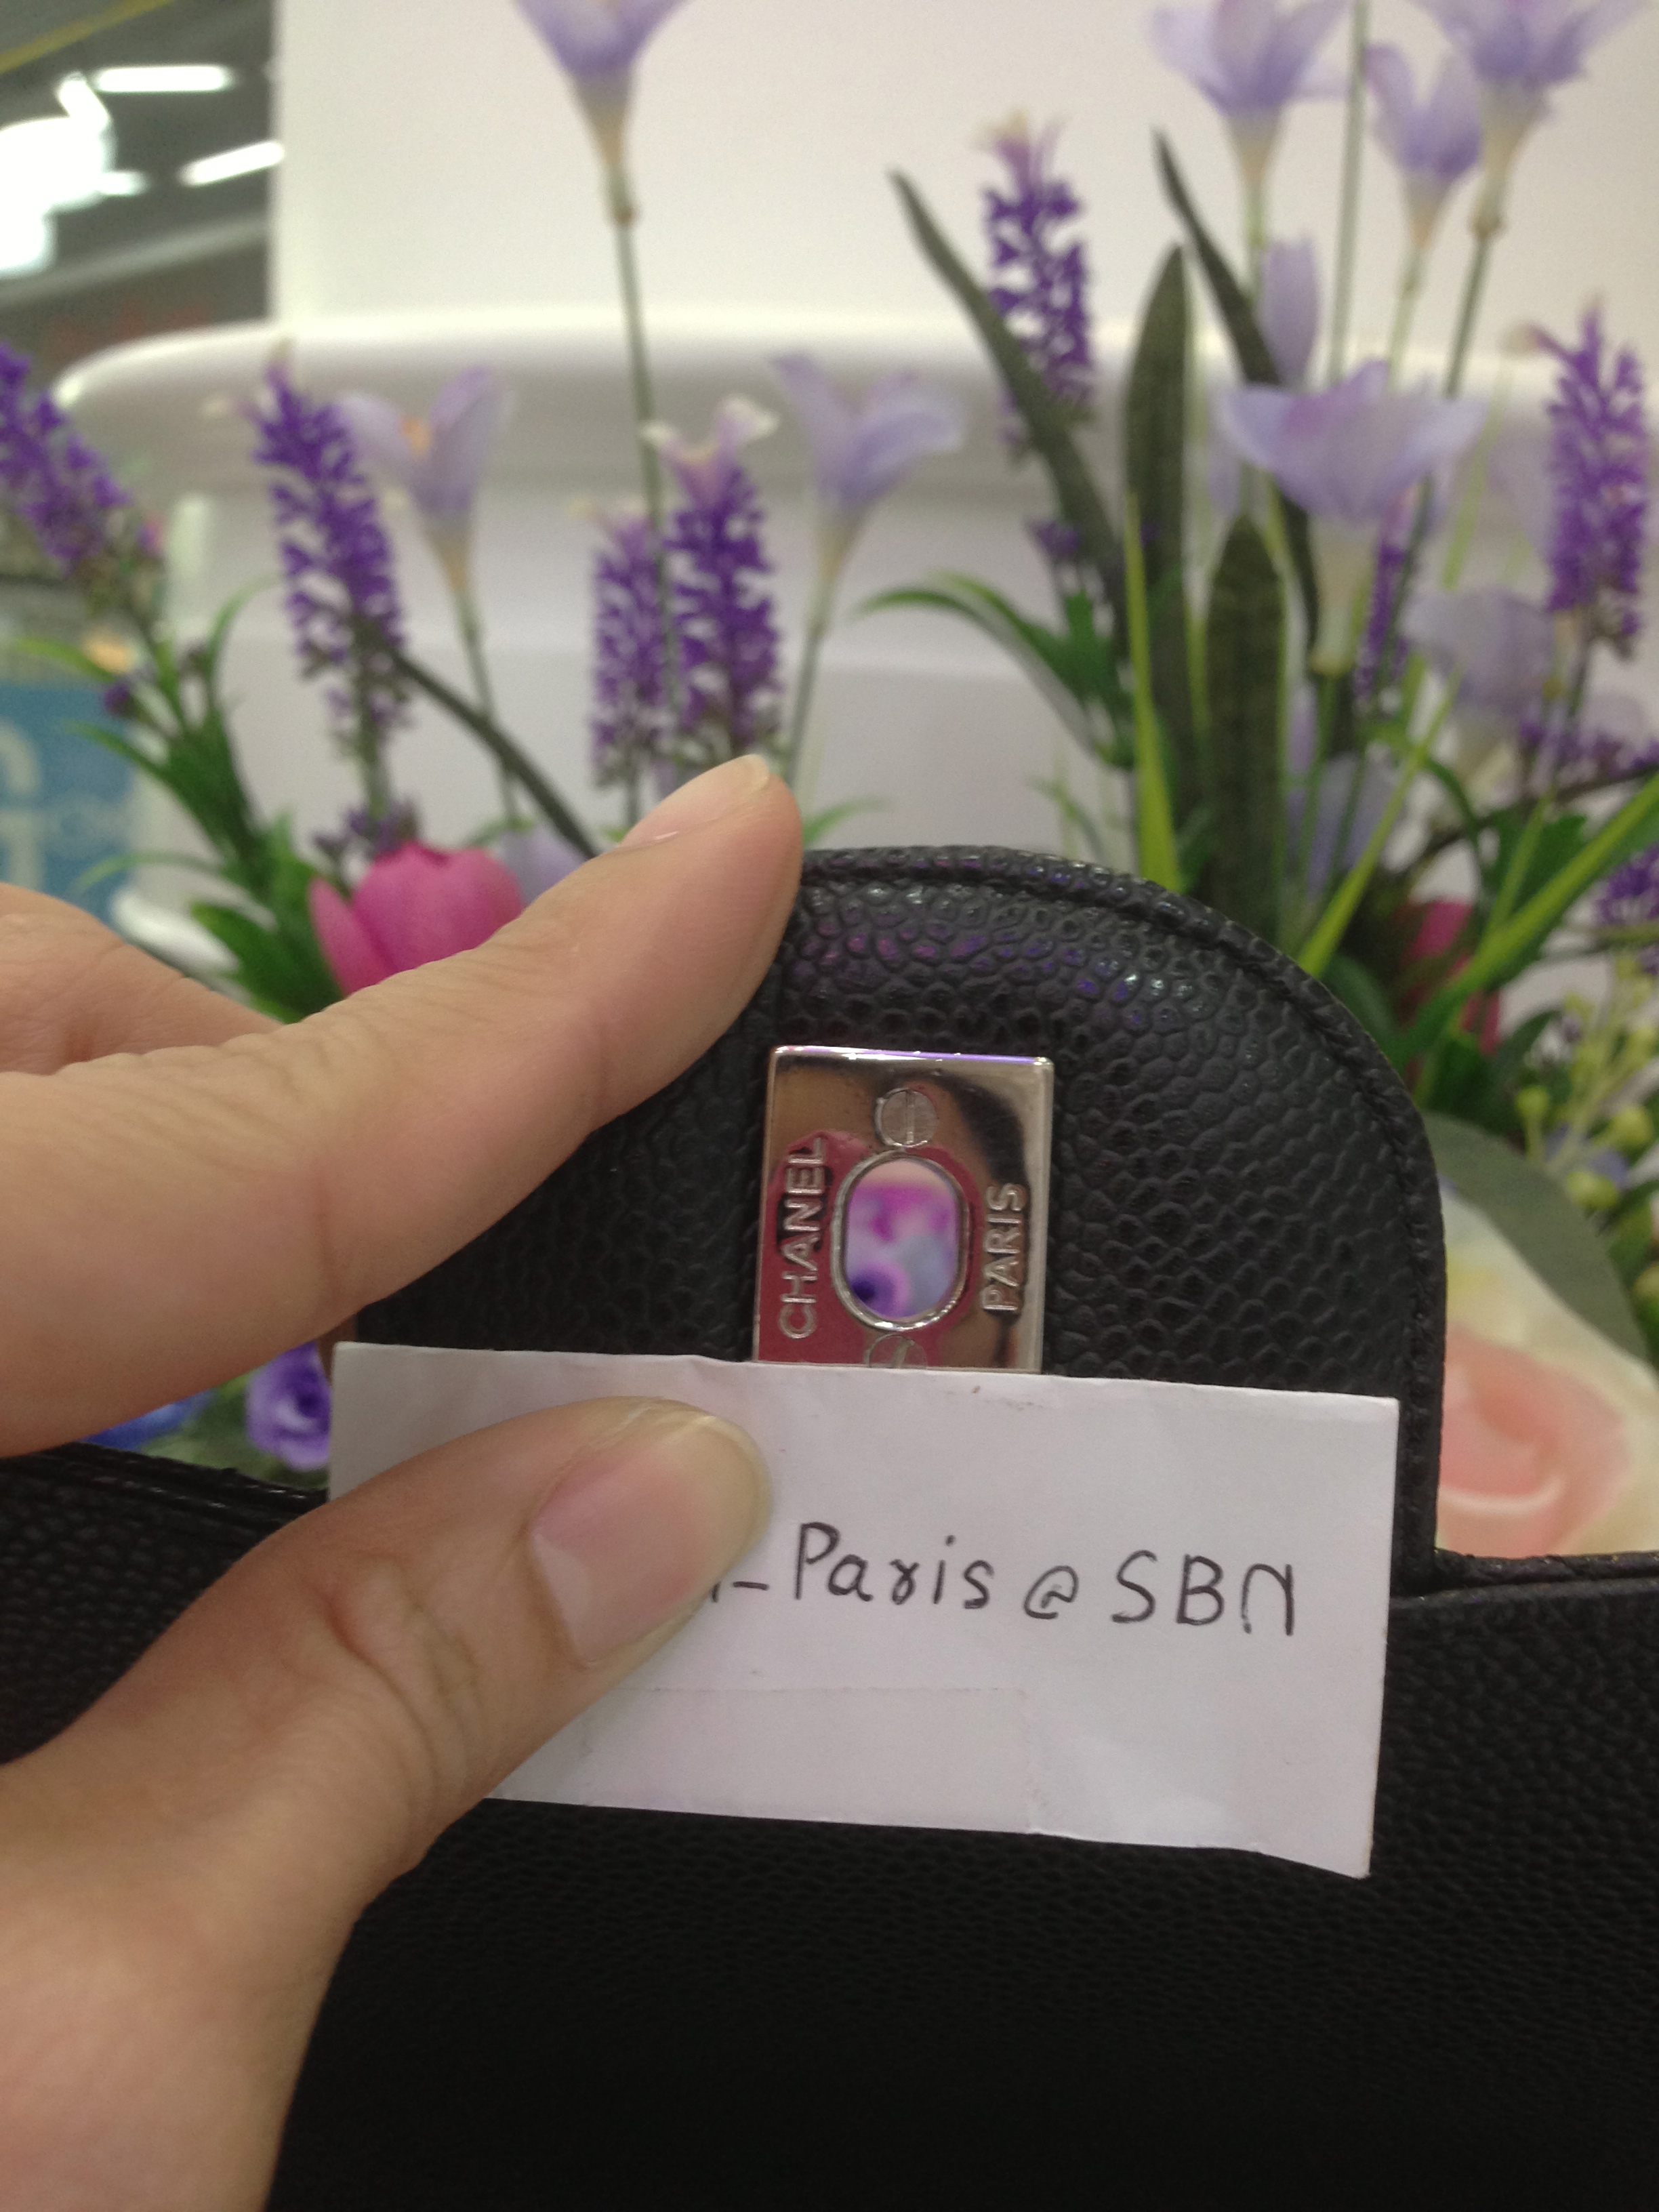 CHANEL
PARIS
_Paris @ SBN